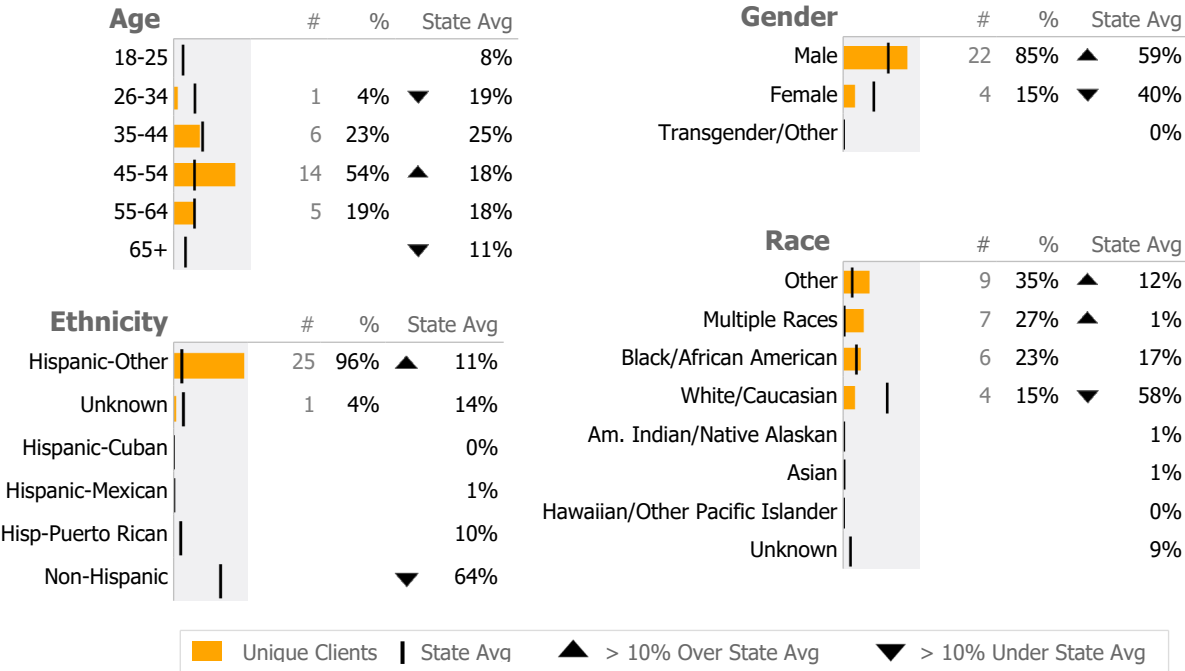 Age # % State Avg
18-25 8%
26-34 1 4% ▼ 19%
35-44 6 23% 25%
45-54 14 54% ▲ 18%
55-64 5 19% 18%
65+ ▼ 11%
Ethnicity # % State Avg
Hispanic-Other 25 96% ▲ 11%
Unknown 1 4% 14%
Hispanic-Cuban 0%
Hispanic-Mexican 1%
Hisp-Puerto Rican 10%
Non-Hispanic ▼ 64%
Gender # % State Avg
Male 22 85% ▲ 59%
Female 4 15% ▼ 40%
Transgender/Other 0%
Race # % State Avg
Other 9 35% ▲ 12%
Multiple Races 7 27% ▲ 1%
Black/African American 6 23% 17%
White/Caucasian 4 15% ▼ 58%
Am. Indian/Native Alaskan 1%
Asian 1%
Hawaiian/Other Pacific Islander 0%
Unknown 9%
Unique Clients State Avg ▲ > 10% Over State Avg ▼ > 10% Under State Avg